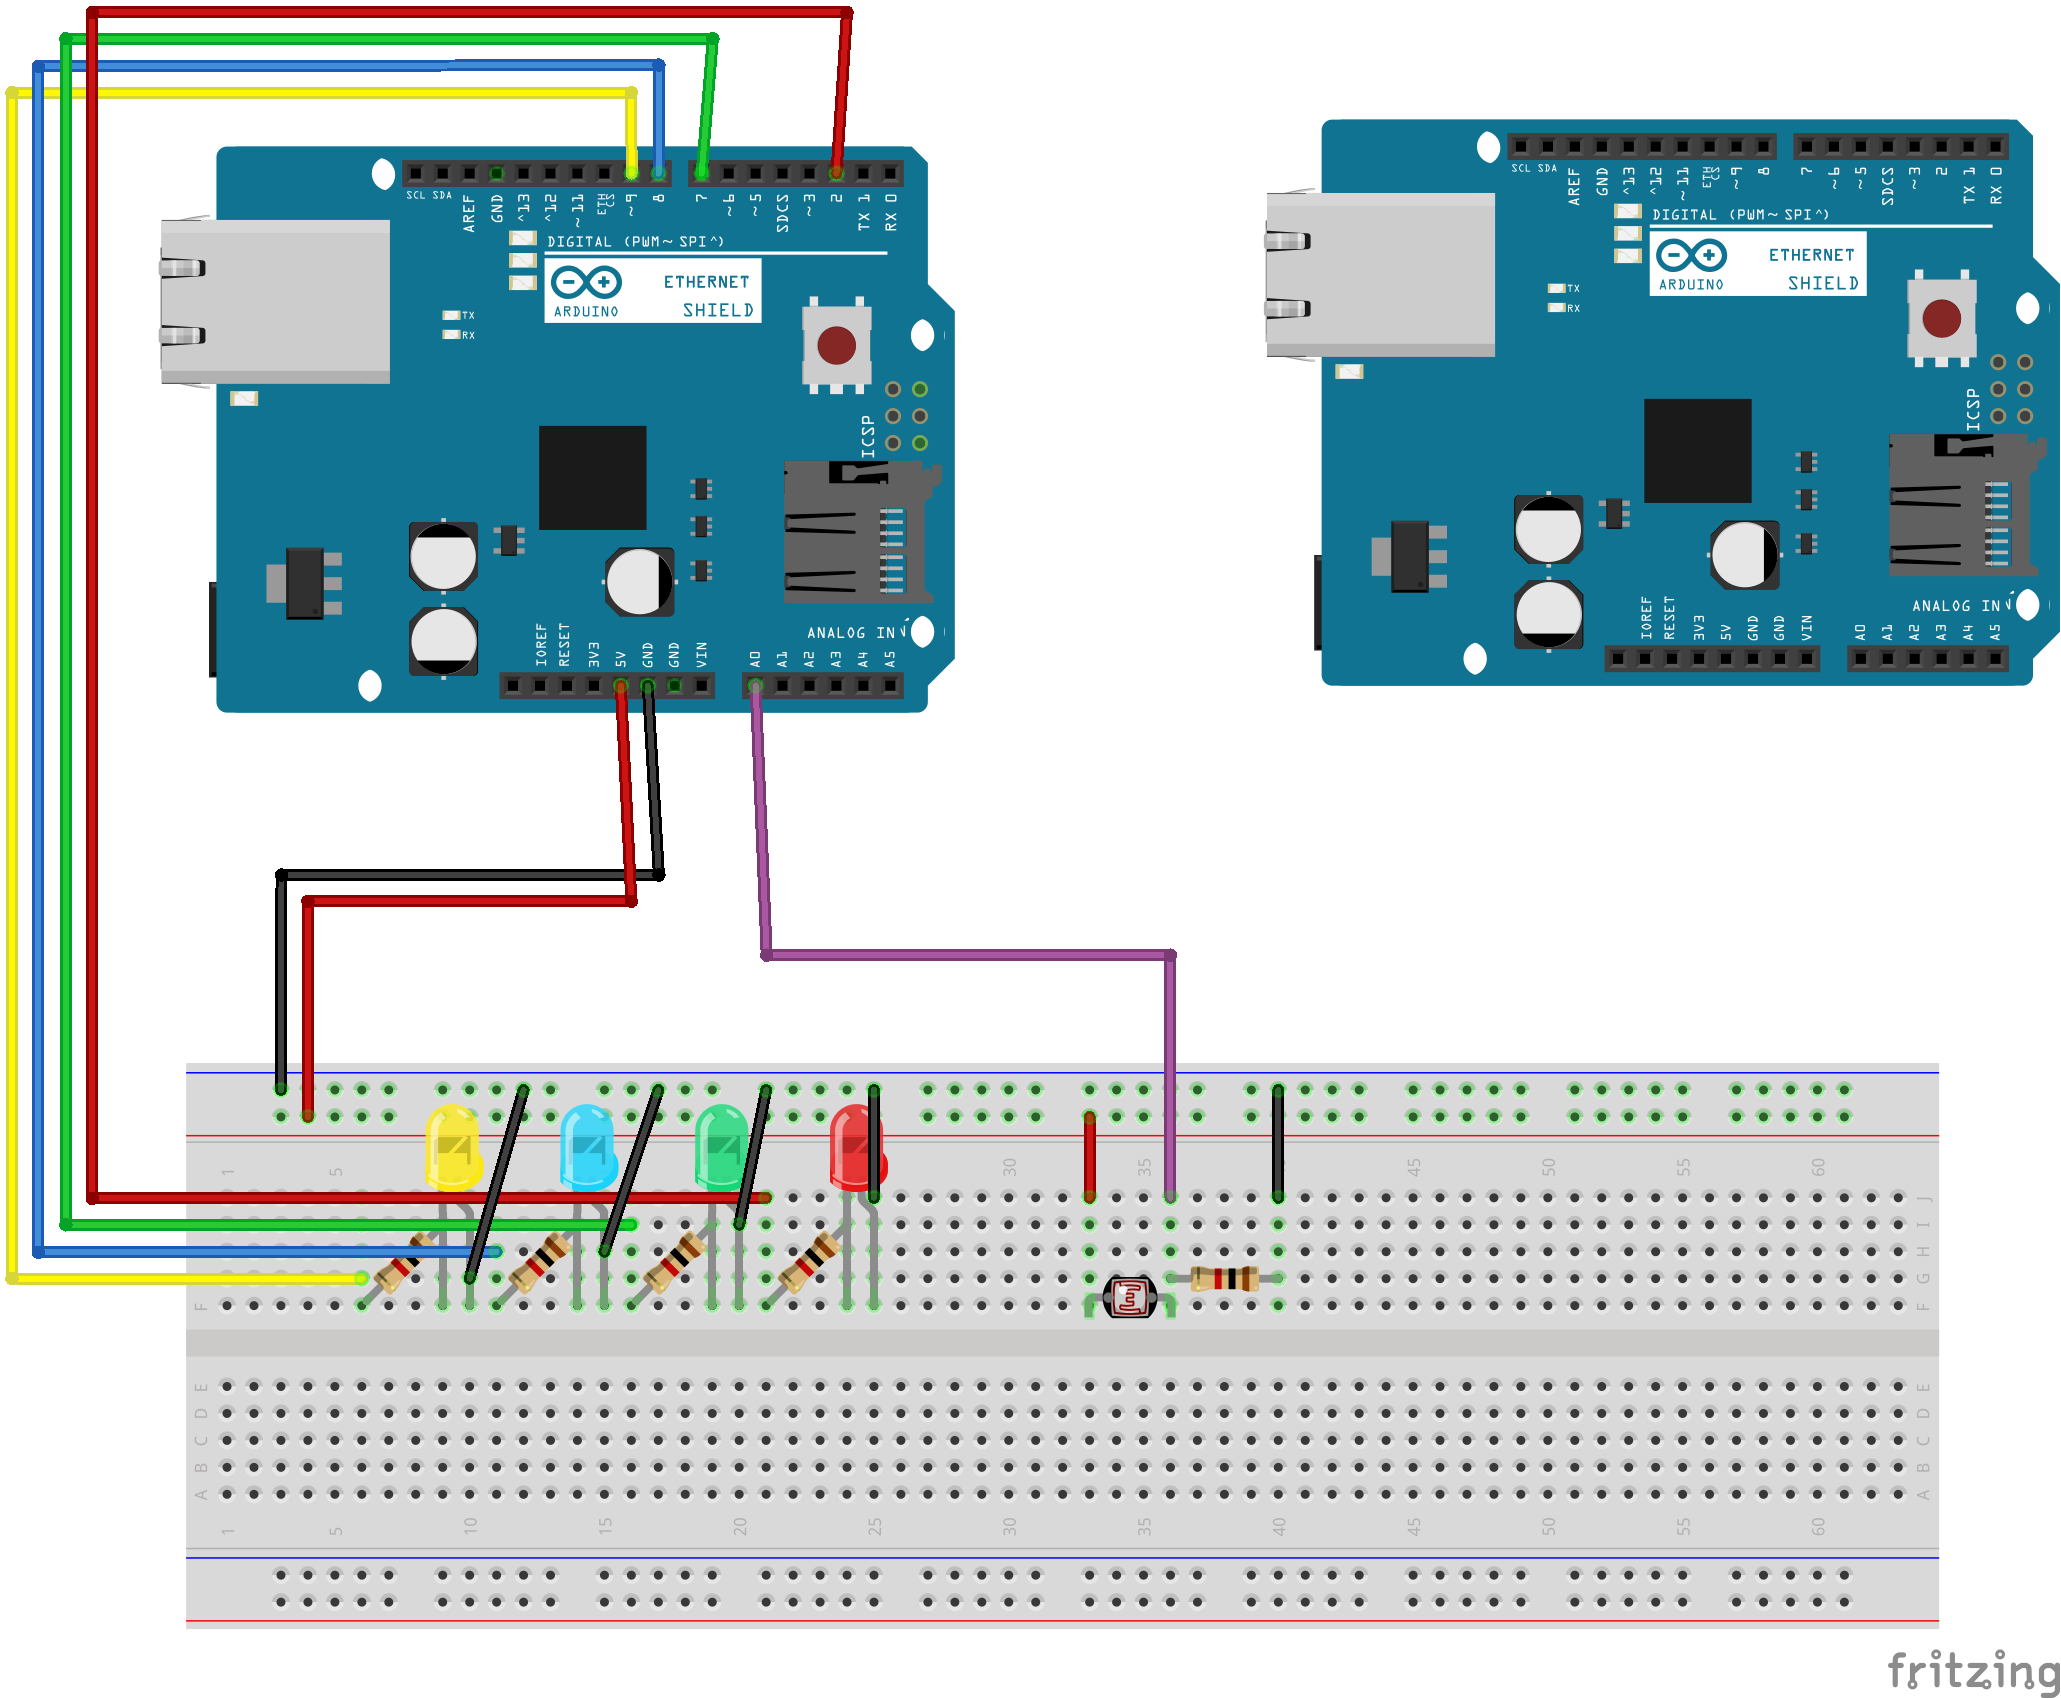 SCL SDA AREF GND ^13 ^12 ~11 ETH CS ~9 8 7 ~6 ~5 SDCS ~3 2 TX 1 RX 0
DIGITAL (PWM~ SPI^)
ETHERNET
SHIELD
ARDUINO
TX
RX
ICSP
ANALOG IN
IOREF RESET 3V3 5V GND GND VIN A0 A1 A2 A3 A4 A5
SCL SDA AREF GND ^13 ^12 ~11 ETH CS ~9 8 7 ~6 ~5 SDCS ~3 2 TX 1 RX 0
DIGITAL (PWM~ SPI^)
ETHERNET
SHIELD
ARDUINO
TX
RX
ICSP
ANALOG IN
IOREF RESET 3V3 5V GND GND VIN A0 A1 A2 A3 A4 A5
1 5 30 35 45 50 55 60
J
I
H
G
F F
E E
D D
C C
B B
A A
1 5 10 15 20 25 30 35 40 45 50 55 60
fritzing